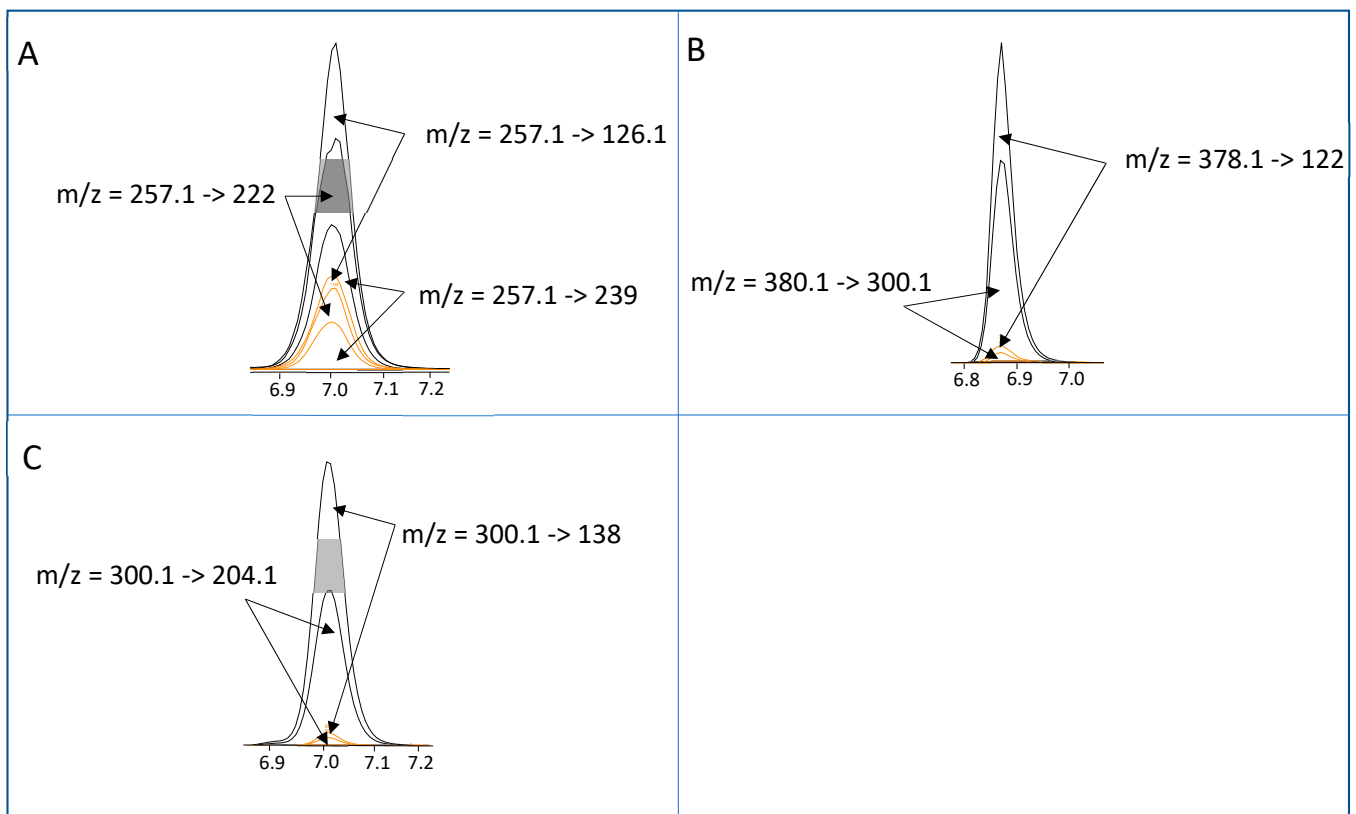 A
m/z = 257.1 -> 126.1
m/z = 257.1 -> 222
m/z = 257.1 -> 239
6.9 7.0 7.1 7.2
B
m/z = 378.1 -> 122
m/z = 380.1 -> 300.1
6.8 6.9 7.0
C
m/z = 300.1 -> 138
m/z = 300.1 -> 204.1
6.9 7.0 7.1 7.2